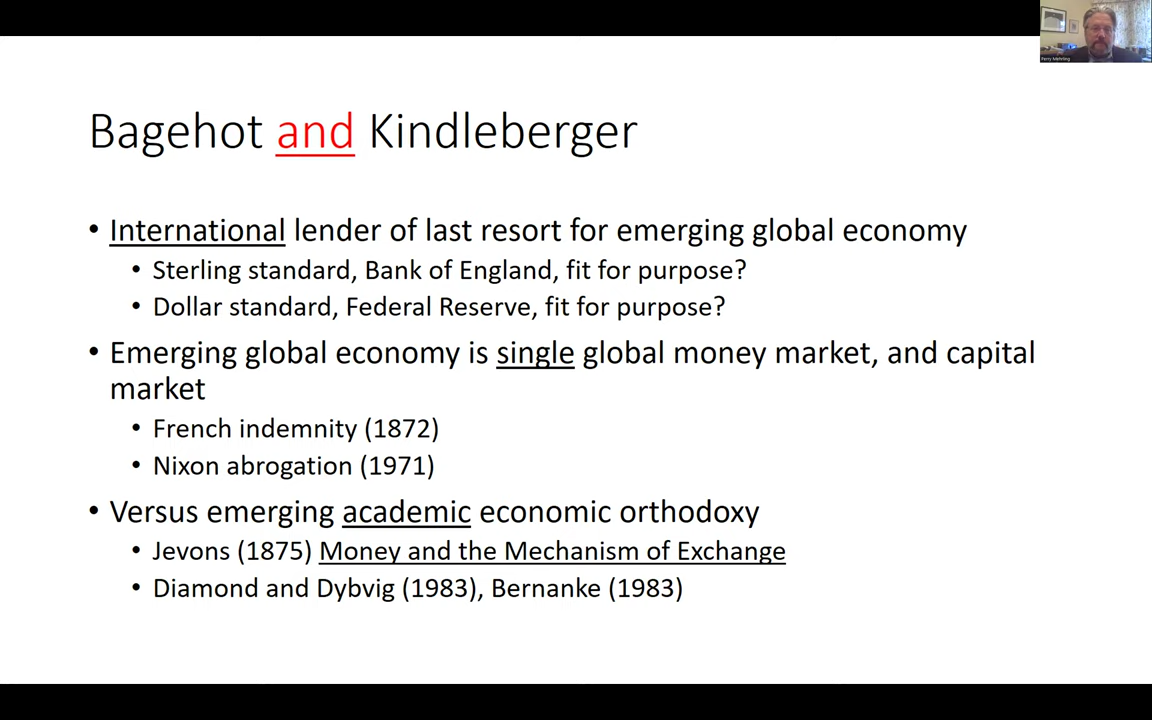 Perry Mehrling
Bagehot and Kindleberger
• International lender of last resort for emerging global economy
• Sterling standard, Bank of England, fit for purpose?
• Dollar standard, Federal Reserve, fit for purpose?
• Emerging global economy is single global money market, and capital
market
• French indemnity (1872)
• Nixon abrogation (1971)
• Versus emerging academic economic orthodoxy
• Jevons (1875) Money and the Mechanism of Exchange
• Diamond and Dybvig (1983), Bernanke (1983)